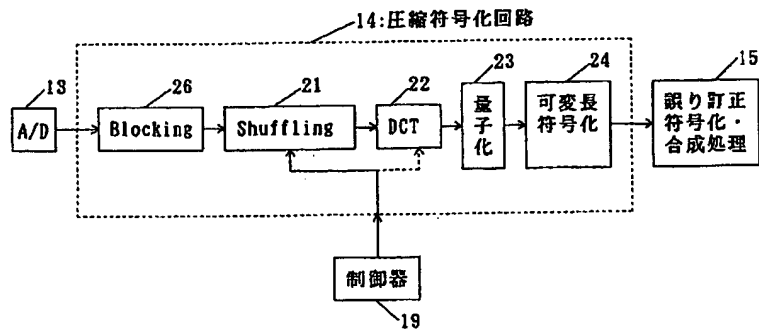 14:圧縮符号化回路
13
A/D
26
Blocking
21
Shuffling
22
DCT
23
量
子
化
24
可変長
符号化
15
誤り訂正
符号化・
合成処理
制御器
19